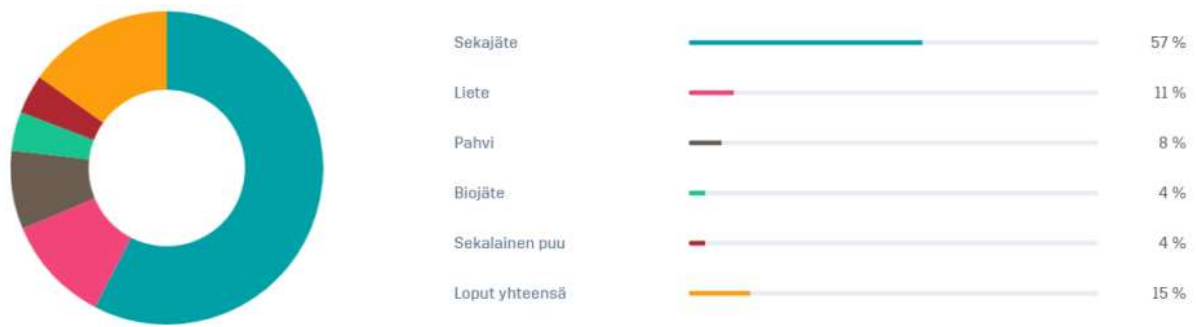 Sekajäte 57 %
Liete 11 %
Pahvi 8 %
Biojäte 4 %
Sekalainen puu 4 %
Loput yhteensä 15 %